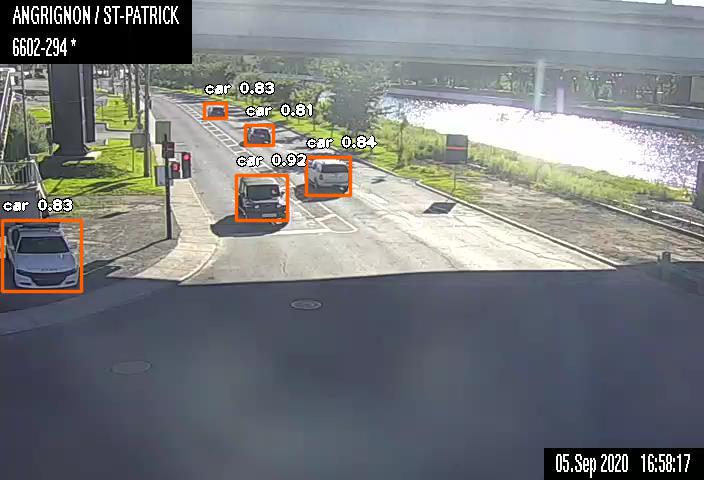 ANGRIGNON / ST-PATRICK
6602-294 *
car 0.83
car 0.81
car 0.84
car 0.92
car 0.83
05.Sep 2020 16:58:17